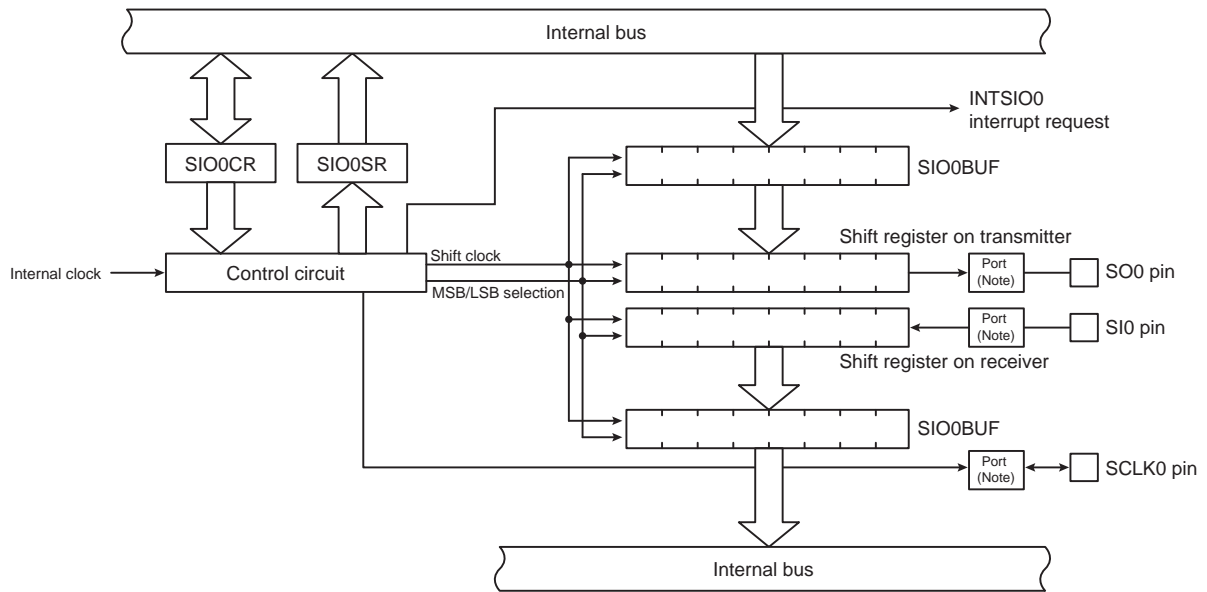 Internal bus
INTSIO0
interrupt request
SIO0CR
SIO0SR
SIO0BUF
Shift register on transmitter
Internal clock
Control circuit
Shift clock
MSB/LSB selection
Port
(Note)
SO0 pin
Port
(Note)
SI0 pin
Shift register on receiver
SIO0BUF
Port
(Note)
SCLK0 pin
Internal bus